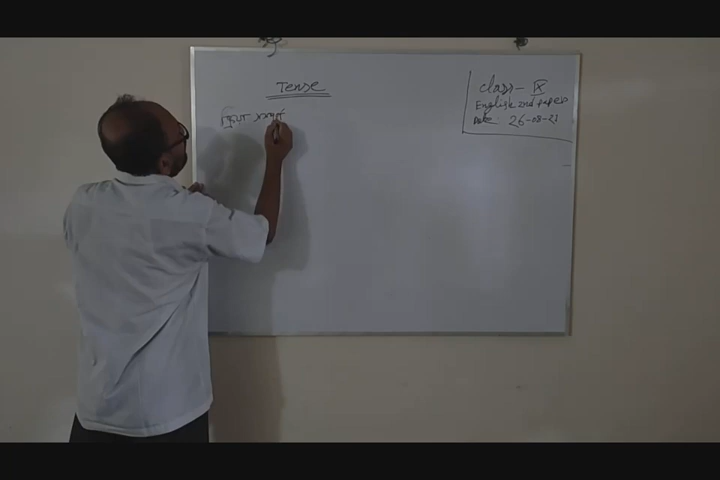 Tense
class - IX
English 2nd paper
Date: 26-08-21
ক্রিয়া